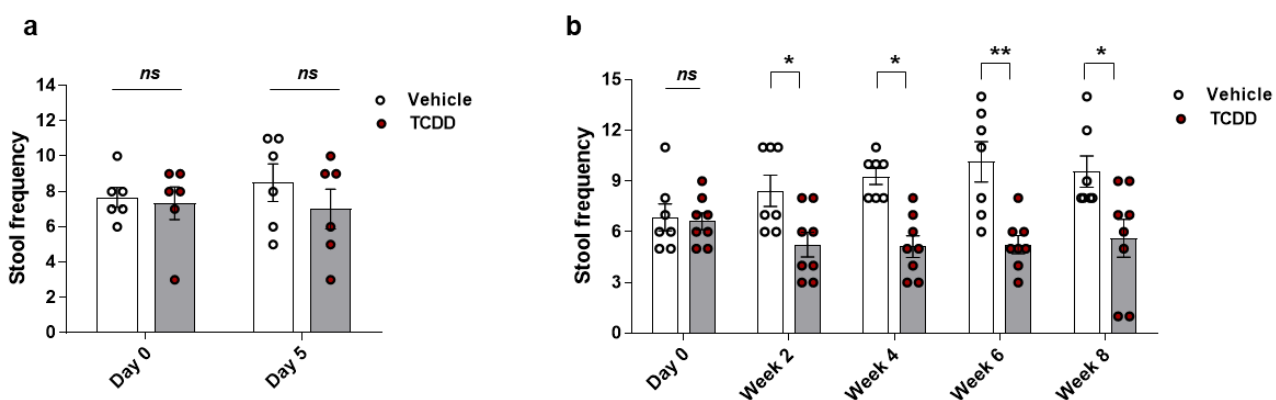 a
ns
ns
Vehicle
TCDD
Stool frequency
14
12
10
8
6
4
2
0
Day 0
Day 5
b
ns
*
*
**
*
Vehicle
TCDD
Stool frequency
15
12
9
6
3
0
Day 0
Week 2
Week 4
Week 6
Week 8